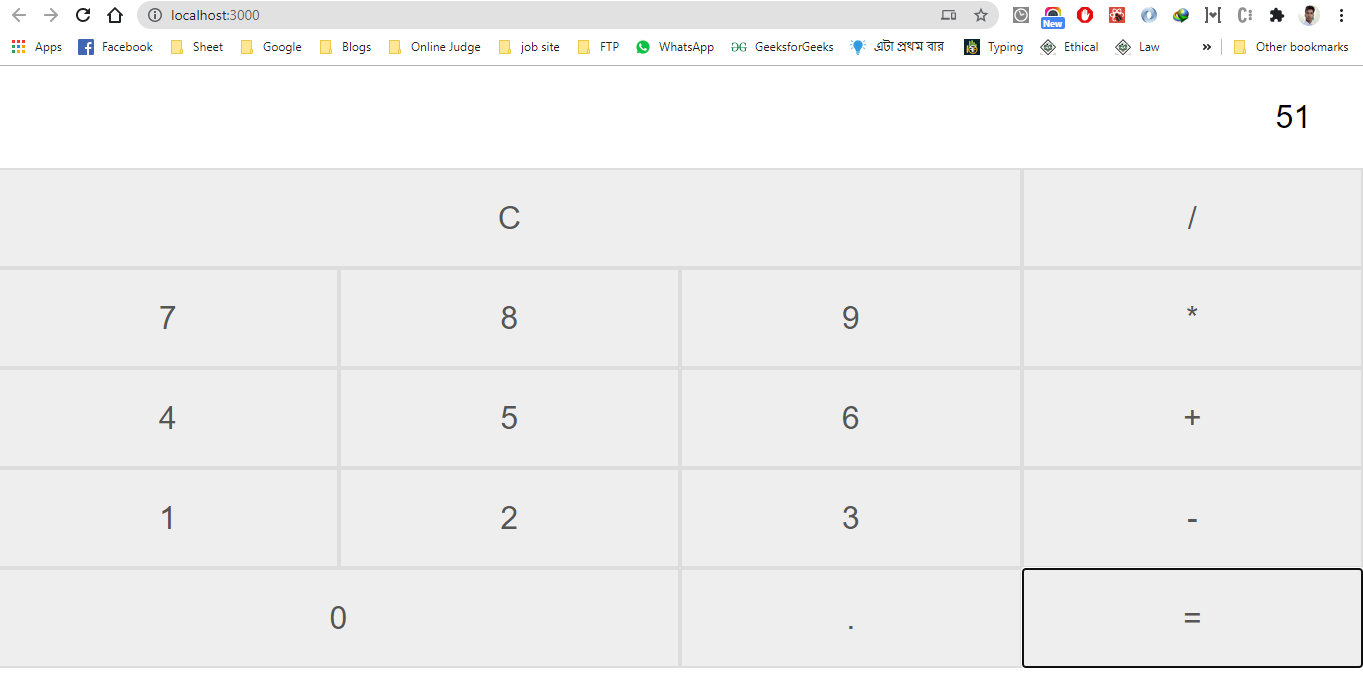 localhost:3000
New
Apps Facebook Sheet Google Blogs Online Judge job site FTP WhatsApp GeeksforGeeks এটা প্রথম বার Typing Ethical Law » Other bookmarks
51
C /
7 8 9 *
4 5 6 +
1 2 3 -
0 . =